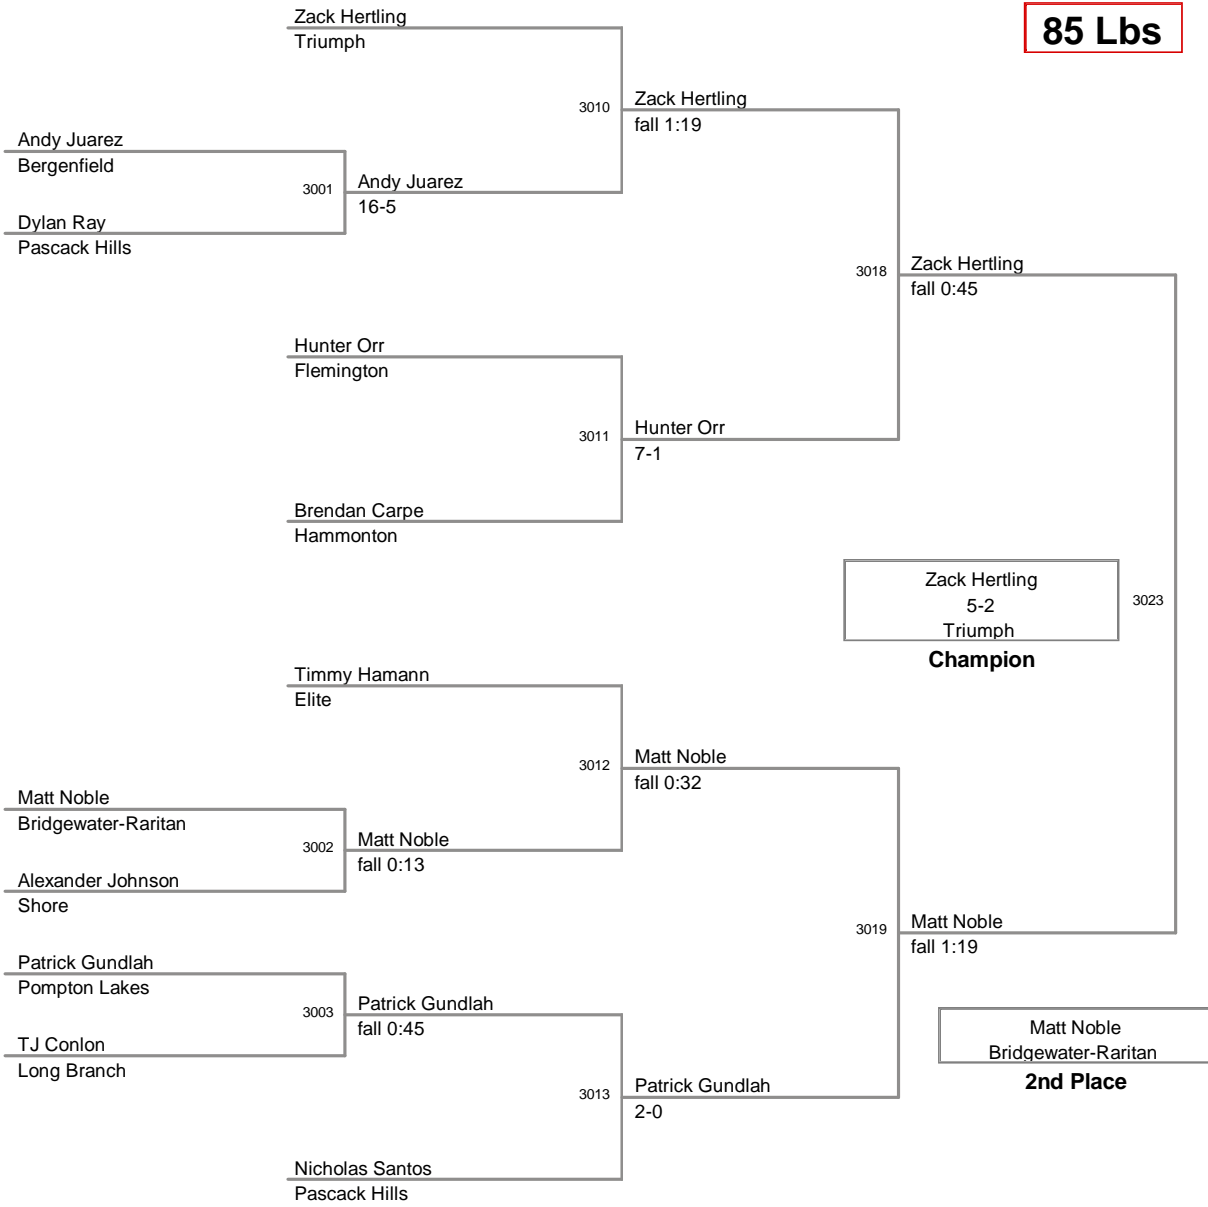 Zack Hertling
Triumph
85 Lbs
3010
Zack Hertling
fall 1:19
Andy Juarez
Bergenfield
3001
Andy Juarez
16-5
Dylan Ray
Pascack Hills
3018
Zack Hertling
fall 0:45
Hunter Orr
Flemington
3011
Hunter Orr
7-1
Brendan Carpe
Hammonton
Zack Hertling
5-2
Triumph
3023
Champion
Timmy Hamann
Elite
3012
Matt Noble
fall 0:32
Matt Noble
Bridgewater-Raritan
3002
Matt Noble
fall 0:13
Alexander Johnson
Shore
3019
Matt Noble
fall 1:19
Patrick Gundlah
Pompton Lakes
3003
Patrick Gundlah
fall 0:45
TJ Conlon
Long Branch
Matt Noble
Bridgewater-Raritan
2nd Place
3013
Patrick Gundlah
2-0
Nicholas Santos
Pascack Hills